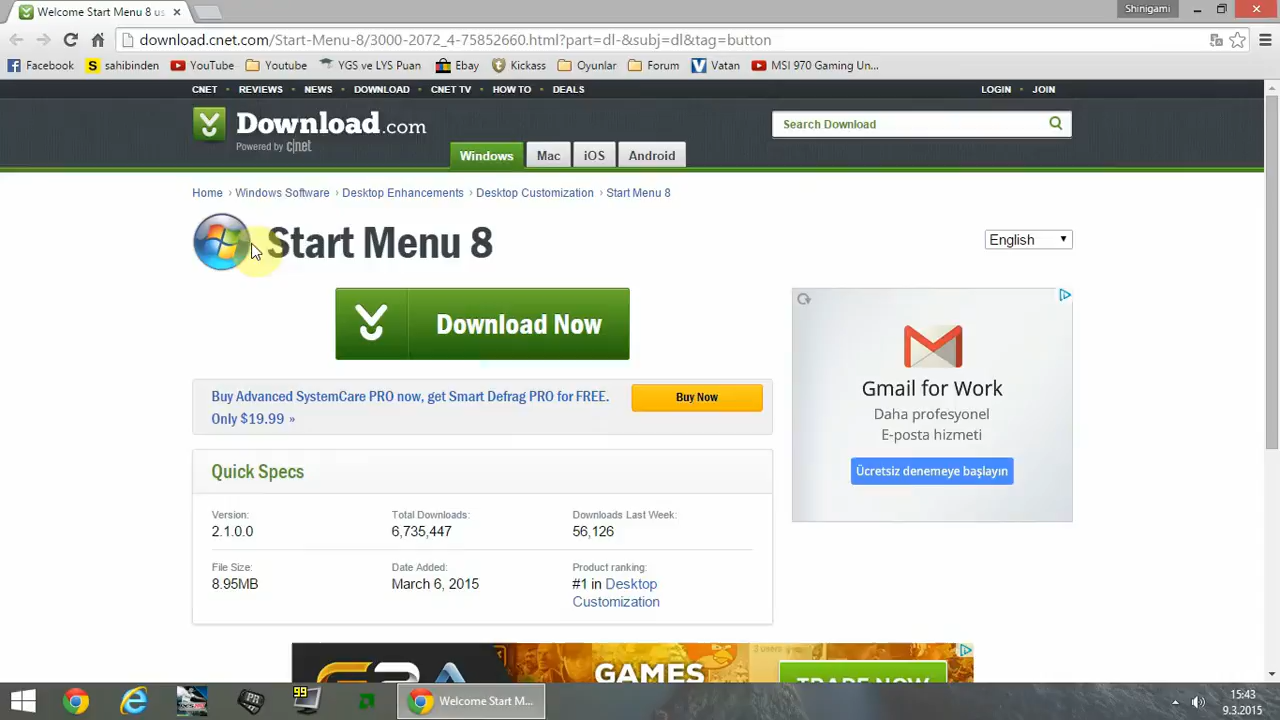 Welcome Start Menu 8 us
Shinigami
download.cnet.com/Start-Menu-8/3000-2072_4-75852660.html?part=dl-&subj=dl&tag=button
Facebook S sahibinden YouTube Youtube YGS ve LYS Puan Ebay Kickass Oyunlar Forum Vatan MSI 970 Gaming Un...
CNET REVIEWS NEWS DOWNLOAD CNET TV HOW TO DEALS LOGIN JOIN
Download.com
Powered by c|net
Search Download
Windows Mac iOS Android
Home › Windows Software › Desktop Enhancements › Desktop Customization › Start Menu 8
Start Menu 8
English
Download Now
Buy Advanced SystemCare PRO now, get Smart Defrag PRO for FREE.
Only $19.99 »
Buy Now
Gmail for Work
Daha profesyonel
E-posta hizmeti
Ücretsiz denemeye başlayın
Quick Specs
Version: Total Downloads: Downloads Last Week:
2.1.0.0 6,735,447 56,126
File Size: Date Added: Product ranking:
8.95MB March 6, 2015 #1 in Desktop
Customization
GAMES
TRADE NOW
99
Welcome Start M...
15:43
9.3.2015